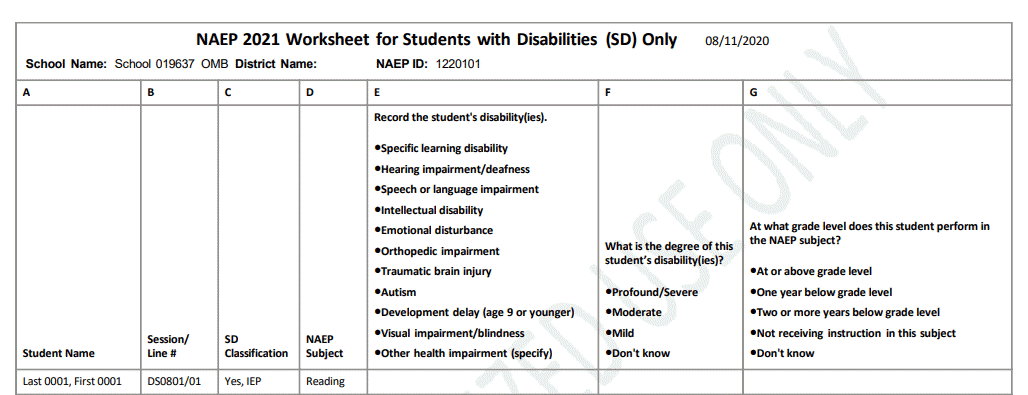 NAEP 2021 Worksheet for Students with Disabilities (SD) Only 08/11/2020
School Name: School 019637 OMB District Name: NAEP ID: 1220101
A B C D E F G
Student Name
Session/
Line #
SD
Classification
NAEP
Subject
Record the student's disability(ies).
•Specific learning disability
•Hearing impairment/deafness
•Speech or language impairment
•Intellectual disability
•Emotional disturbance
•Orthopedic impairment
•Traumatic brain injury
•Autism
•Development delay (age 9 or younger)
•Visual impairment/blindness
•Other health impairment (specify)
What is the degree of this
student’s disability(ies)?
•Profound/Severe
•Moderate
•Mild
•Don't know
At what grade level does this student perform in
the NAEP subject?
•At or above grade level
•One year below grade level
•Two or more years below grade level
•Not receiving instruction in this subject
•Don't know
Last 0001, First 0001 DS0801/01 Yes, IEP Reading
USE ONLY